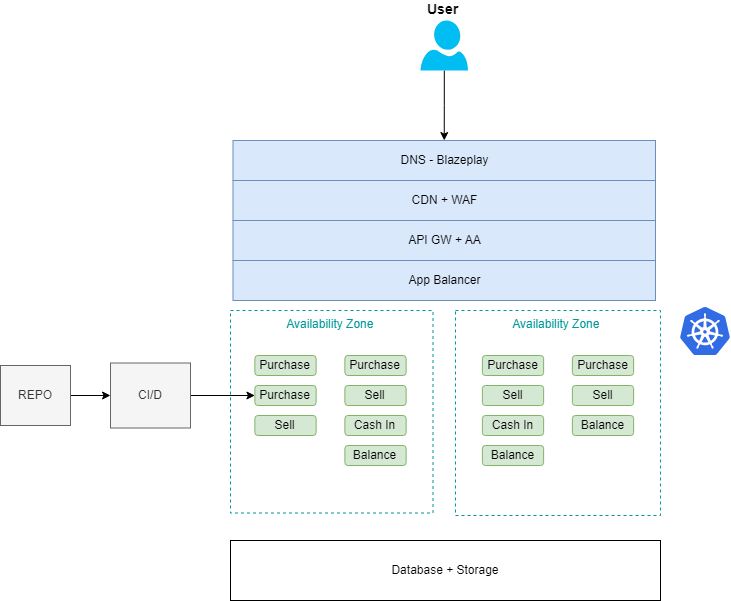 User
DNS - Blazeplay
CDN + WAF
API GW + AA
App Balancer
Availability Zone
Purchase
Purchase
Purchase
Sell
Sell
Cash In
Balance
Availability Zone
Purchase
Purchase
Sell
Sell
Cash In
Balance
Balance
REPO
CI/D
Database + Storage